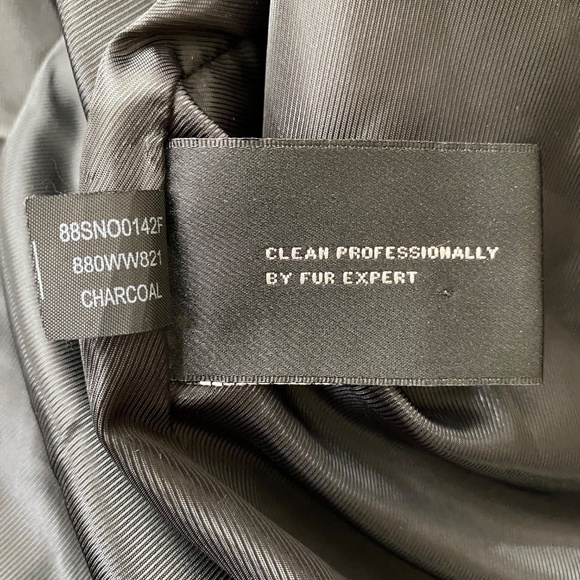 88SNO0142F
880WW821
CHARCOAL
CLEAN PROFESSIONALLY
BY FUR EXPERT